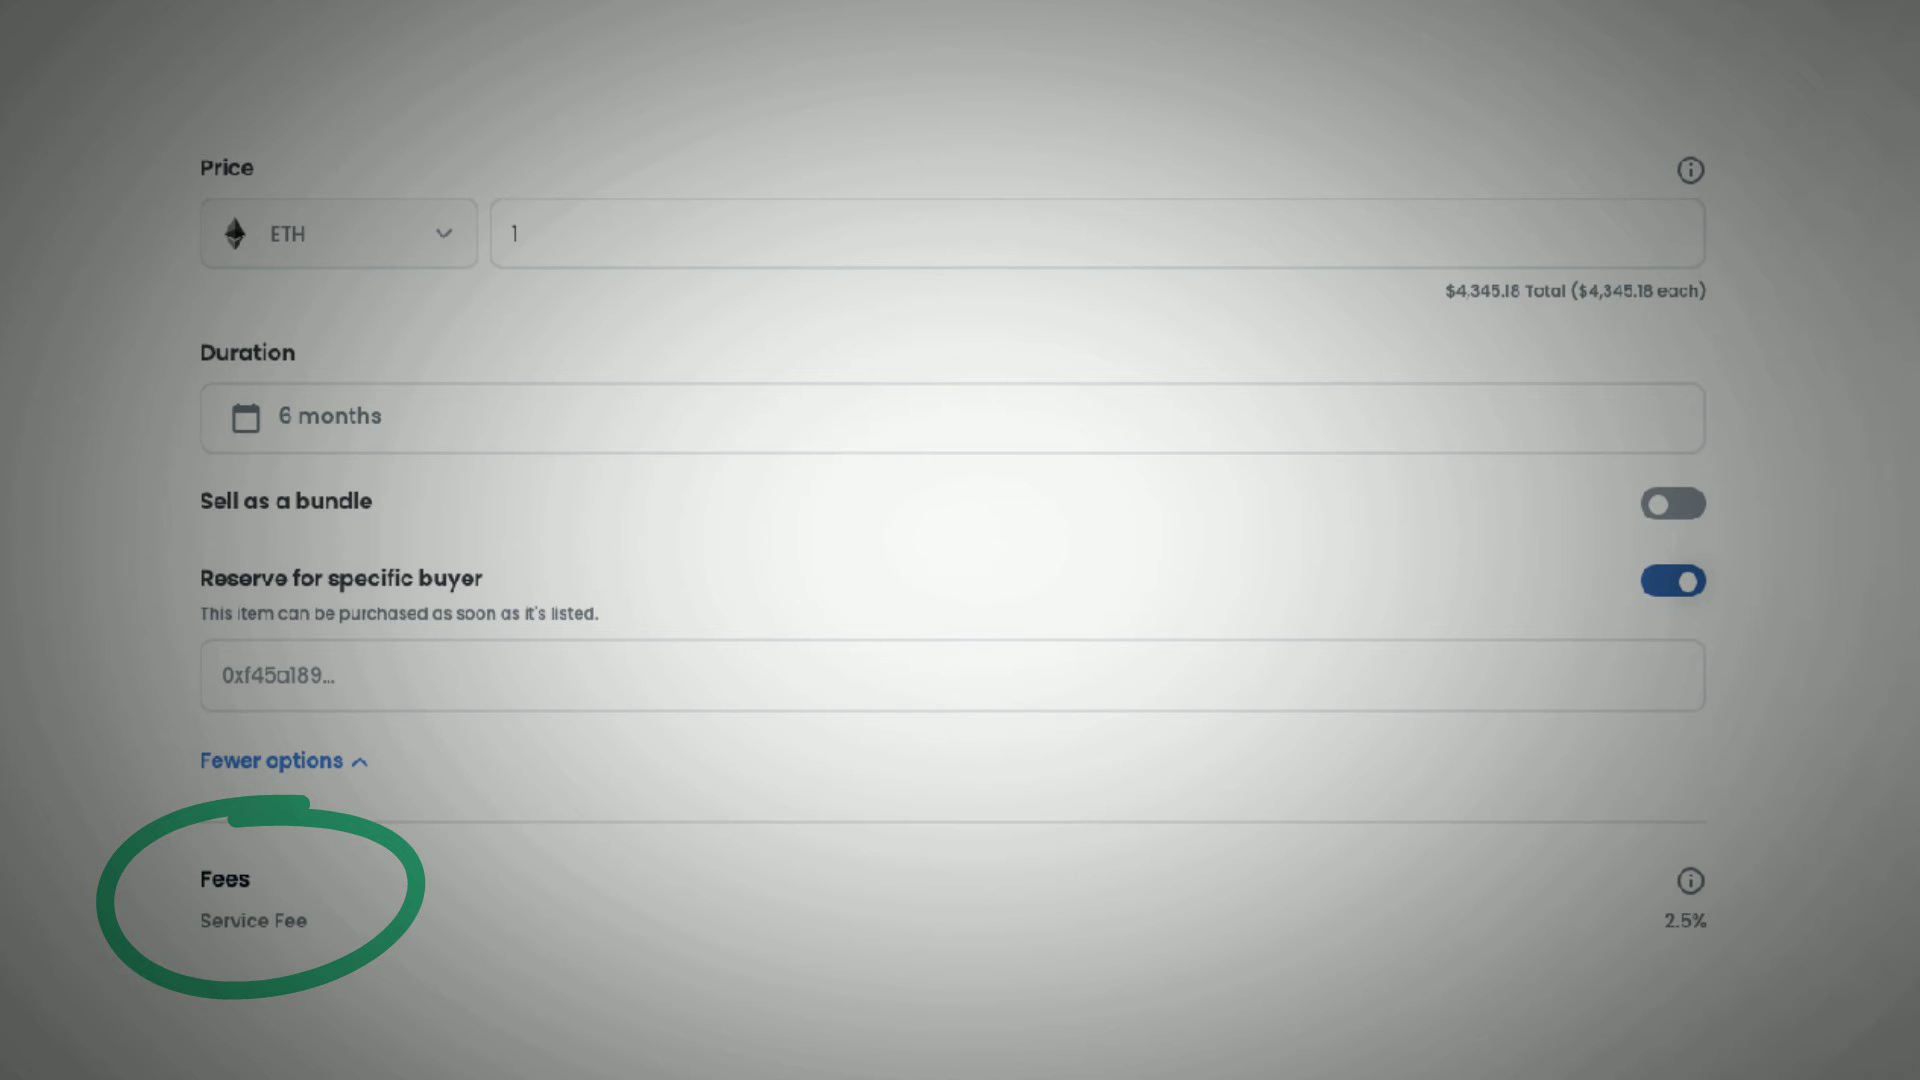 Price
ETH
1
$4,345.18 Total ($4,345.18 each)
Duration
6 months
Sell as a bundle
Reserve for specific buyer
This item can be purchased as soon as it's listed.
0xf45a189...
Fewer options
Fees
Service Fee
2.5%